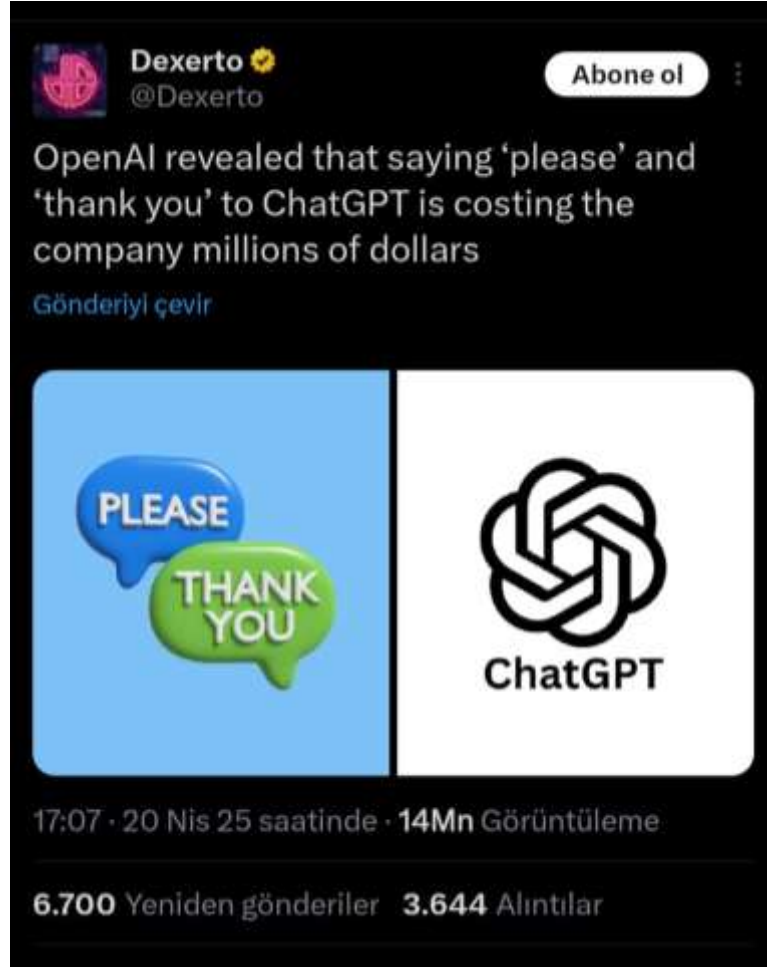 Dexerto
@Dexerto
Abone ol
OpenAI revealed that saying ‘please’ and
‘thank you’ to ChatGPT is costing the
company millions of dollars
Gönderiyi çevir
PLEASE
THANK
YOU
ChatGPT
17:07 · 20 Nis 25 saatinde · 14Mn Görüntüleme
6.700 Yeniden gönderiler 3.644 Alıntılar